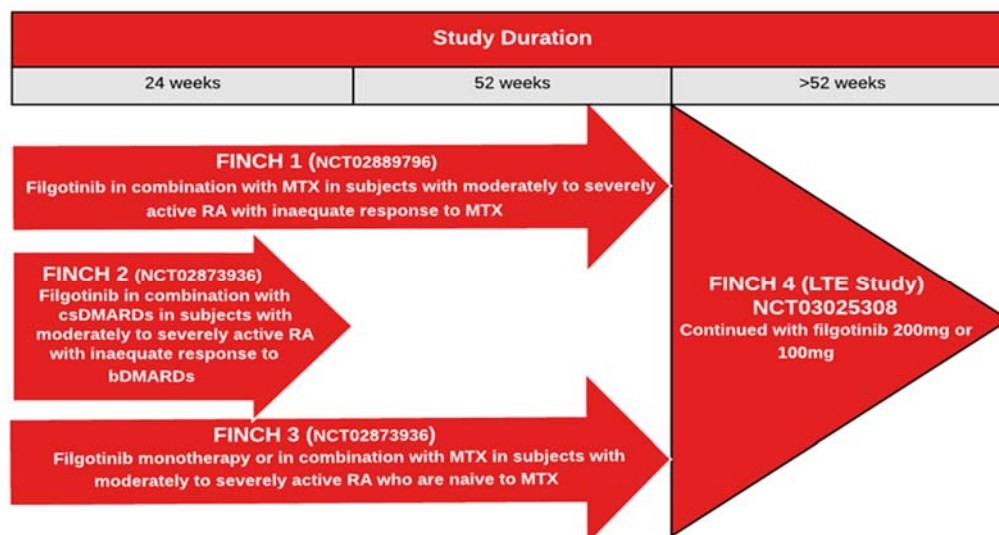 Study Duration
24 weeks
52 weeks
>52 weeks
FINCH 1 (NCT02889796)
Filgotinib in combination with MTX in subjects with moderately to severely
active RA with inaequate response to MTX
FINCH 2 (NCT02873936)
Filgotinib in combination with
csDMARDs in subjects with
moderately to severely active RA
with inaequate response to
bDMARDs
FINCH 3 (NCT02873936)
Filgotinib monotherapy or in combination with MTX in subjects with
moderately to severely active RA who are naive to MTX
FINCH 4 (LTE Study)
NCT03025308
Continued with filgotinib 200mg or
100mg